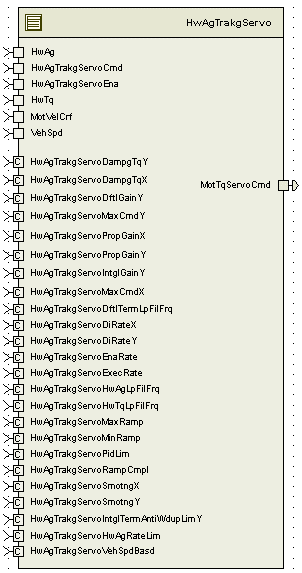 HwAgTrakgServo
HwAg
HwAgTrakgServoCmd
HwAgTrakgServoEna
HwTq
MotVelCrf
VehSpd
C HwAgTrakgServoDampgTqY
C HwAgTrakgServoDampgTqX
MotTqServoCmd
C HwAgTrakgServoDftlGainY
C HwAgTrakgServoMaxCmdY
C HwAgTrakgServoPropGainX
C HwAgTrakgServoPropGainY
C HwAgTrakgServoIntglGainY
C HwAgTrakgServoMaxCmdX
C HwAgTrakgServoDftlTermLpFilFrq
C HwAgTrakgServoDiRateX
C HwAgTrakgServoDiRateY
C HwAgTrakgServoEnaRate
C HwAgTrakgServoExecRate
C HwAgTrakgServoHwAgLpFilFrq
C HwAgTrakgServoHwTqLpFilFrq
C HwAgTrakgServoMaxRamp
C HwAgTrakgServoMinRamp
C HwAgTrakgServoPidLim
C HwAgTrakgServoRampCmpl
C HwAgTrakgServoSmotngX
C HwAgTrakgServoSmotngY
C HwAgTrakgServoIntglTermAntiWdupLimY
C HwAgTrakgServoHwAgRateLim
C HwAgTrakgServoVehSpdBasd